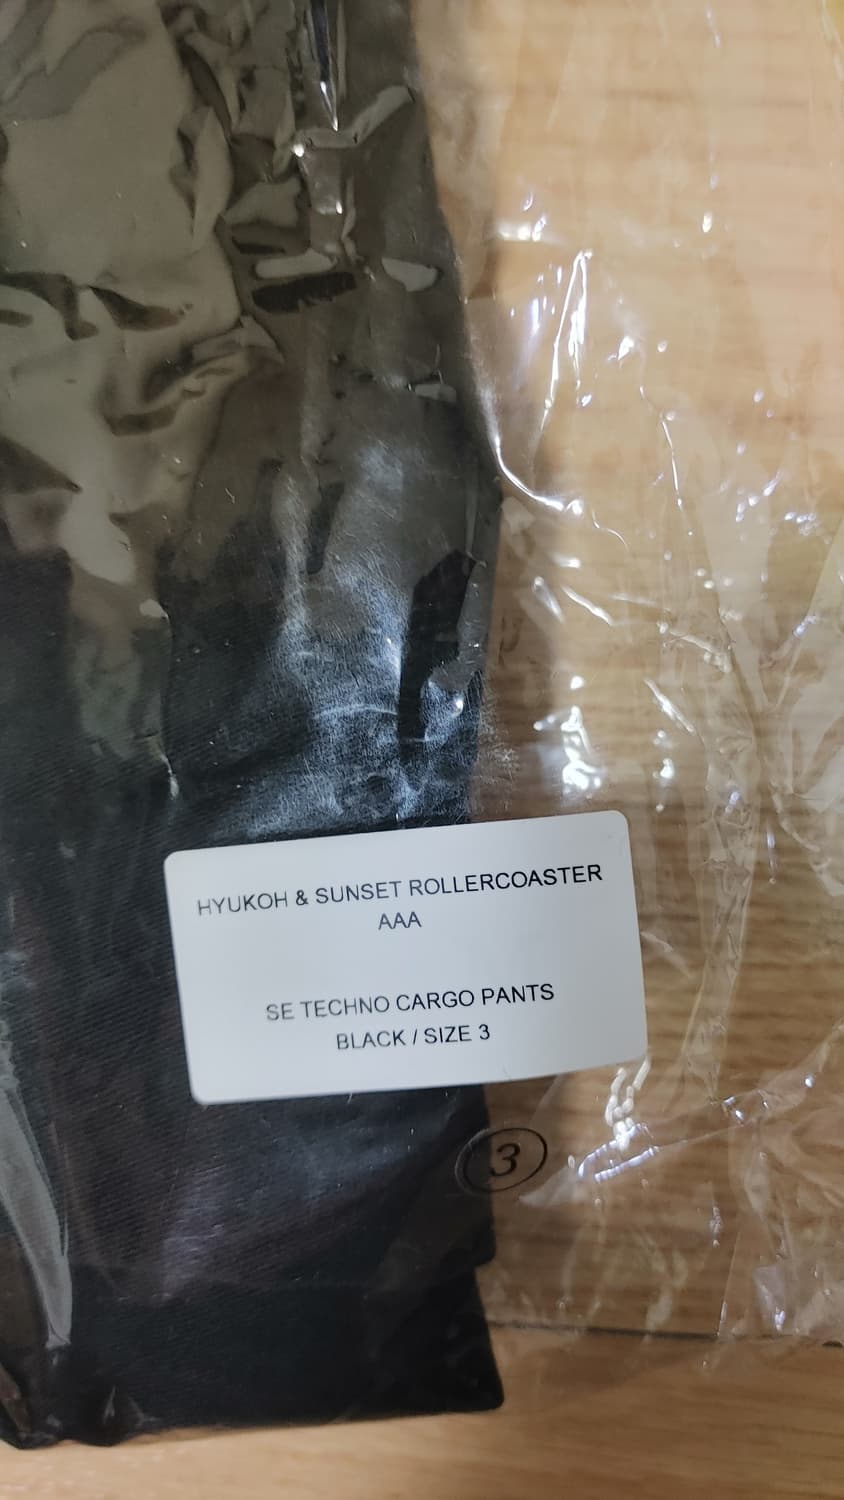 HYUKOH & SUNSET ROLLERCOASTER
AAA
SE TECHNO CARGO PANTS
BLACK / SIZE 3
3